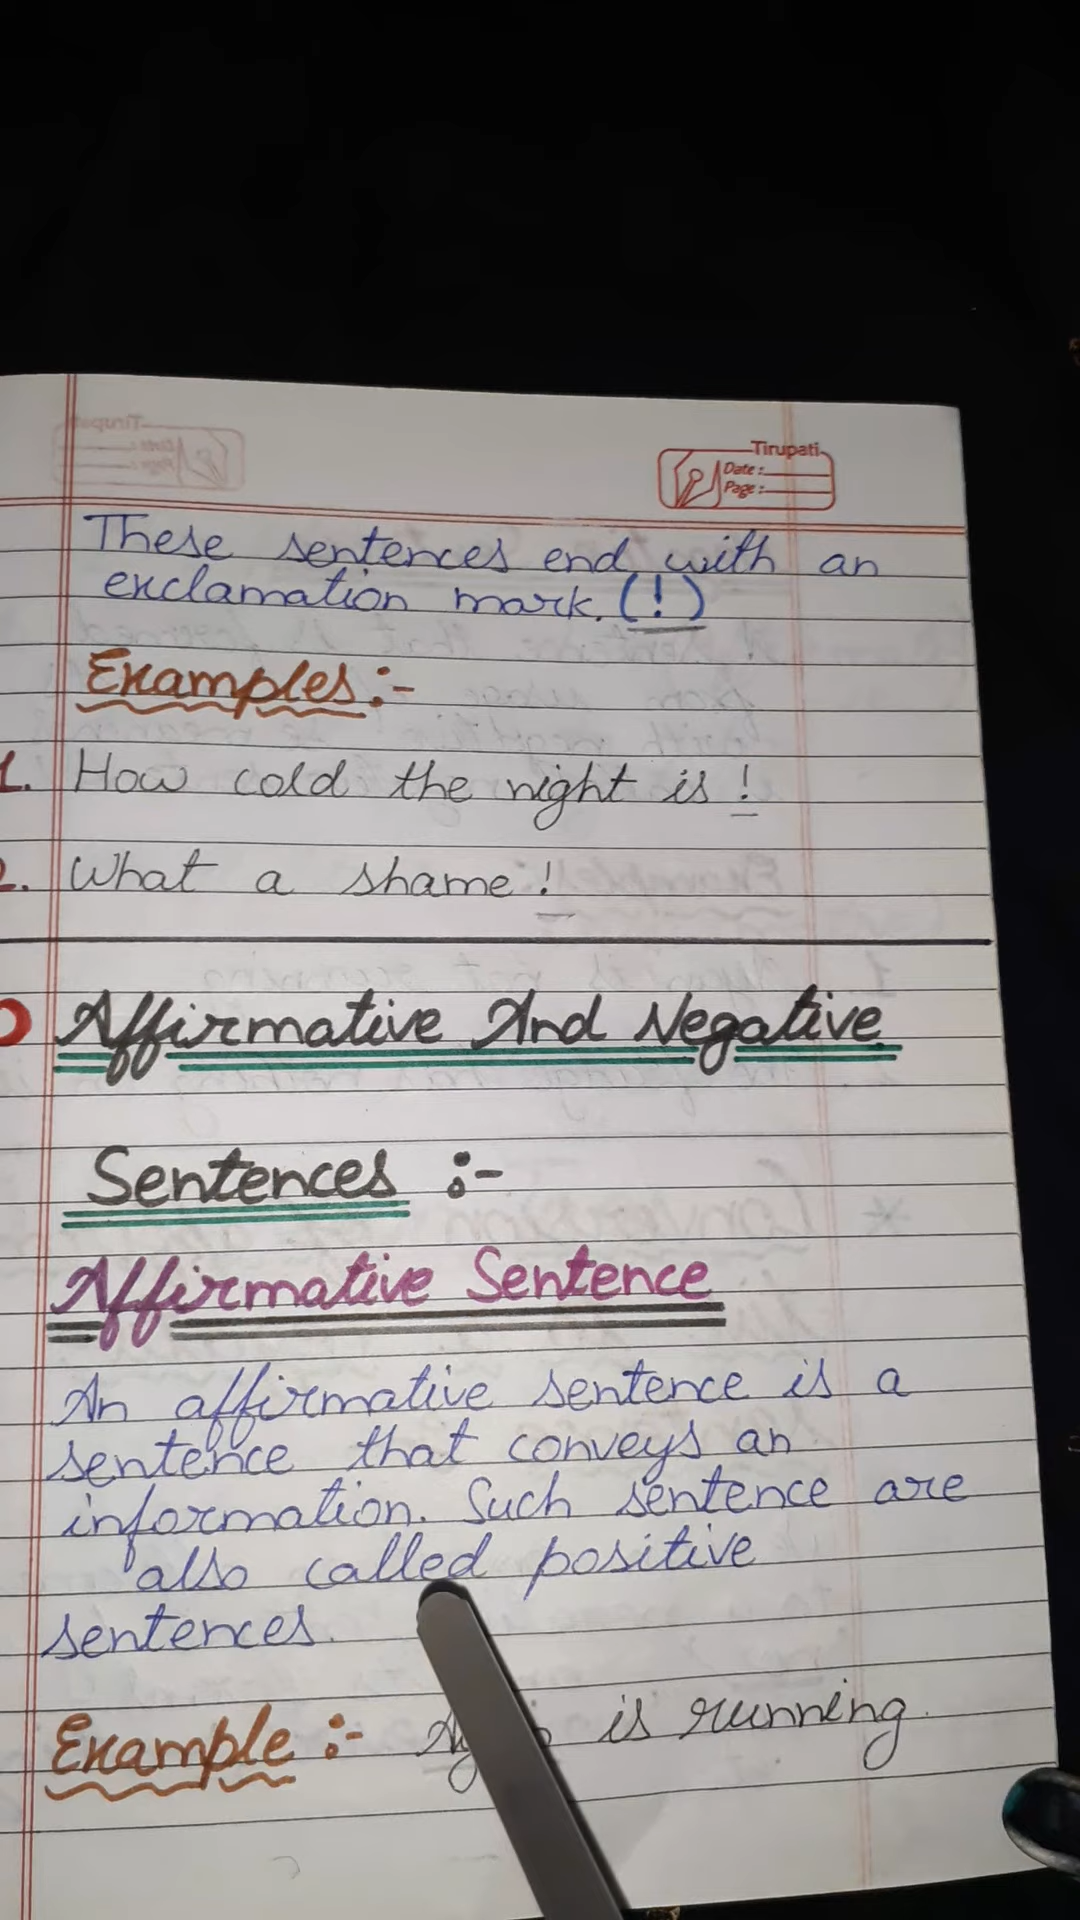 Tirupati
Date:
Page:
These sentences end with an
exclamation mark. (!)
Examples:-
1. How cold the night is !
2. What a shame !
Affirmative And Negative
Sentences :-
Affirmative Sentence
An affirmative sentence is a
sentence that conveys an
information. Such sentence are
also called positive
sentences.
Example :- is running.